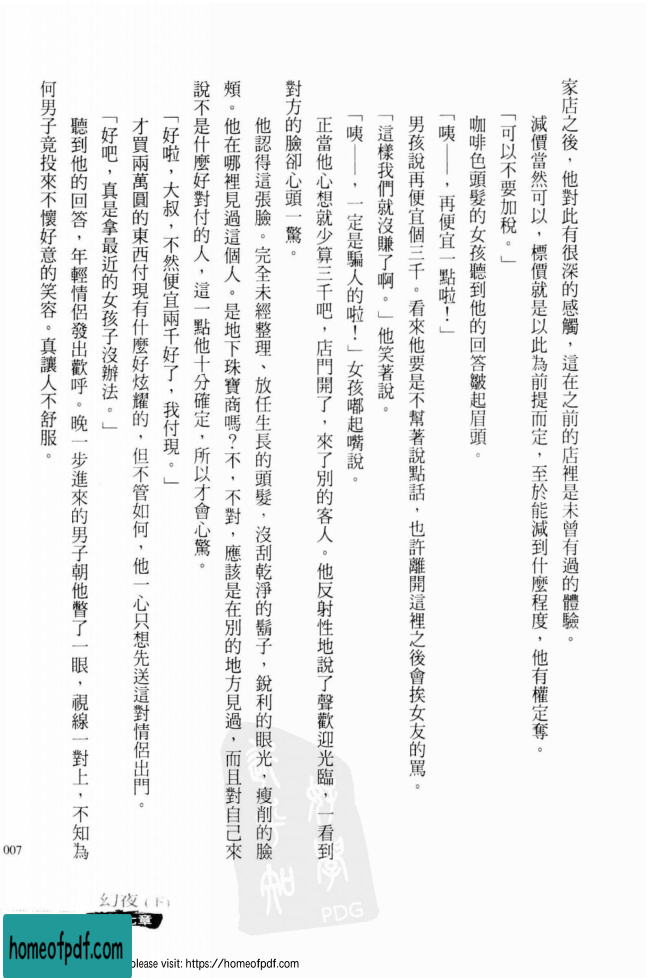 家店之後，他對此有很深的感觸，這在之前的店裡是未曾有過的體驗。
減價當然可以，標價就是以此為前提而定，至於能減到什麼程度，他有權定奪。
「可以不要加稅。」
咖啡色頭髮的女孩聽到他的回答皺起眉頭。
「咦——，再便宜一點啦！」
男孩說再便宜個三千。看來他要是不幫著說點話，也許離開這裡之後會挨女友的罵。
「這樣我們就沒賺了啊。」他笑著說。
「咦——，一定是騙人的啦！」女孩嘟起嘴說。
正當他心想就少算三千吧，店門開了，來了別的客人。他反射性地說了聲歡迎光臨，一看到
對方的臉卻心頭一驚。
他認得這張臉。完全未經整理、放任生長的頭髮，沒刮乾淨的鬍子，銳利的眼光，瘦削的臉
頰。他在哪裡見過這個人。是地下珠寶商嗎？不，不對，應該是在別的地方見過，而且對自己來
說不是什麼好對付的人，這一點他十分確定，所以才會心驚。
「好啦，大叔，不然便宜兩千好了，我付現。」
才買兩萬圓的東西付現有什麼好炫耀的，但不管如何，他一心只想先送這對情侶出門。
「好吧，真是拿最近的女孩子沒辦法。」
聽到他的回答，年輕情侶發出歡呼。晚一步進來的男子朝他瞥了一眼，視線一對上，不知為
何男子竟投來不懷好意的笑容。真讓人不舒服。
007
幻夜（下）
章
PDG
homeofpdf.com
please visit: https://homeofpdf.com